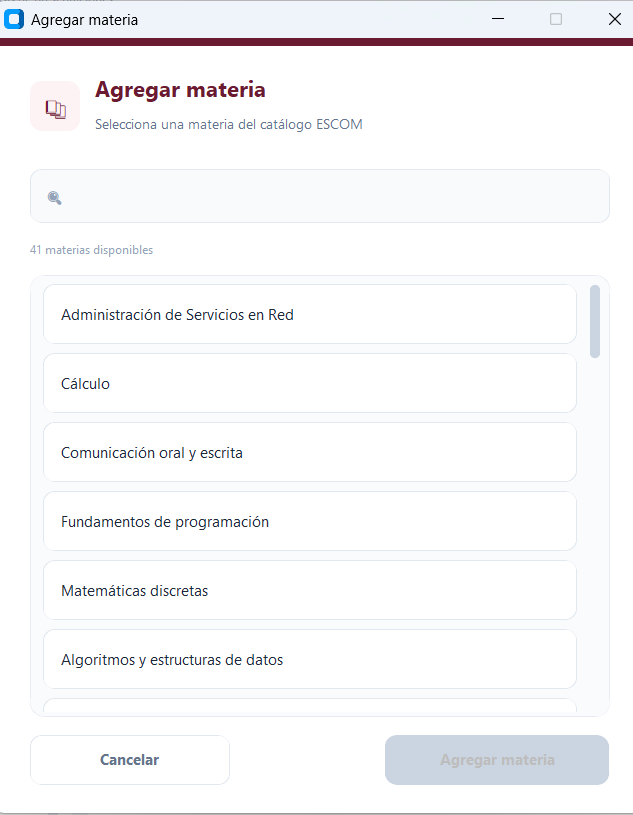 Agregar materia
Agregar materia
Selecciona una materia del catálogo ESCOM
41 materias disponibles
Administración de Servicios en Red
Cálculo
Comunicación oral y escrita
Fundamentos de programación
Matemáticas discretas
Algoritmos y estructuras de datos
Cancelar
Agregar materia